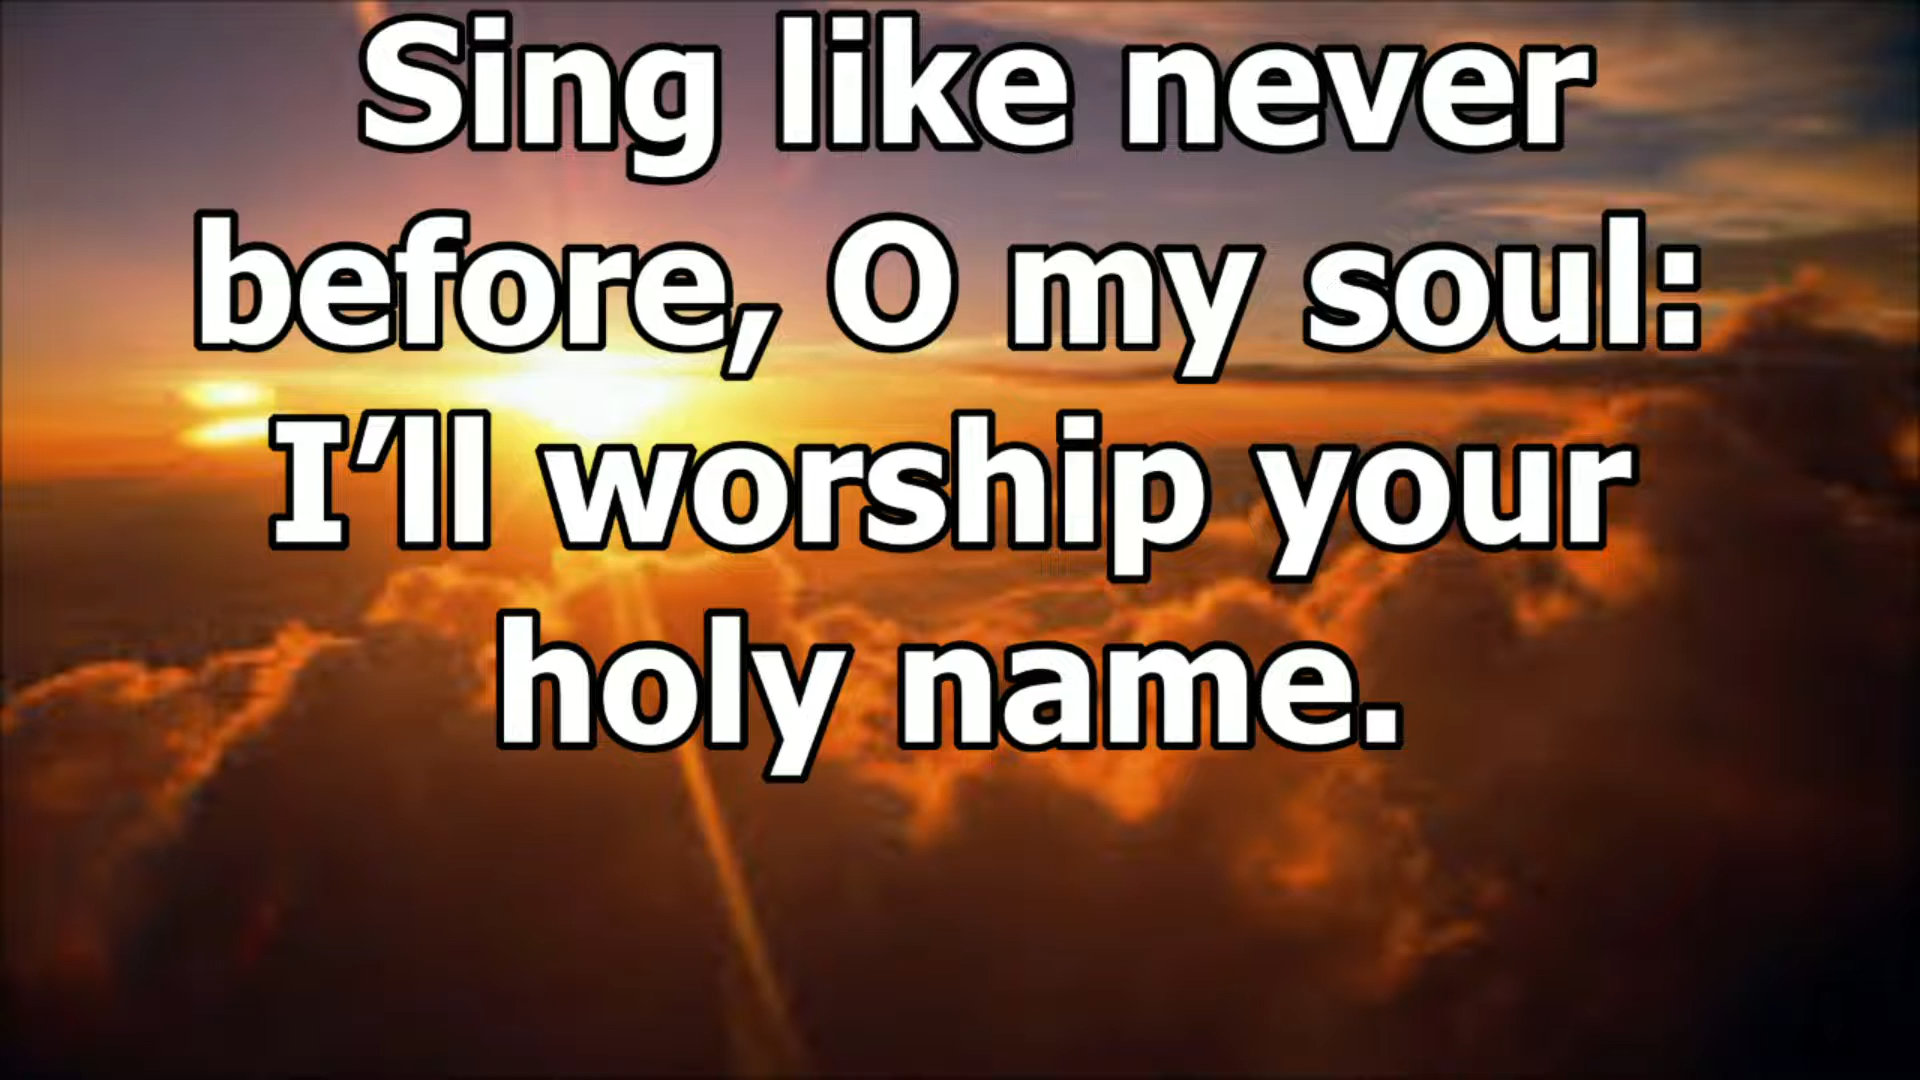 Sing like never
before, O my soul:
I’ll worship your
holy name.